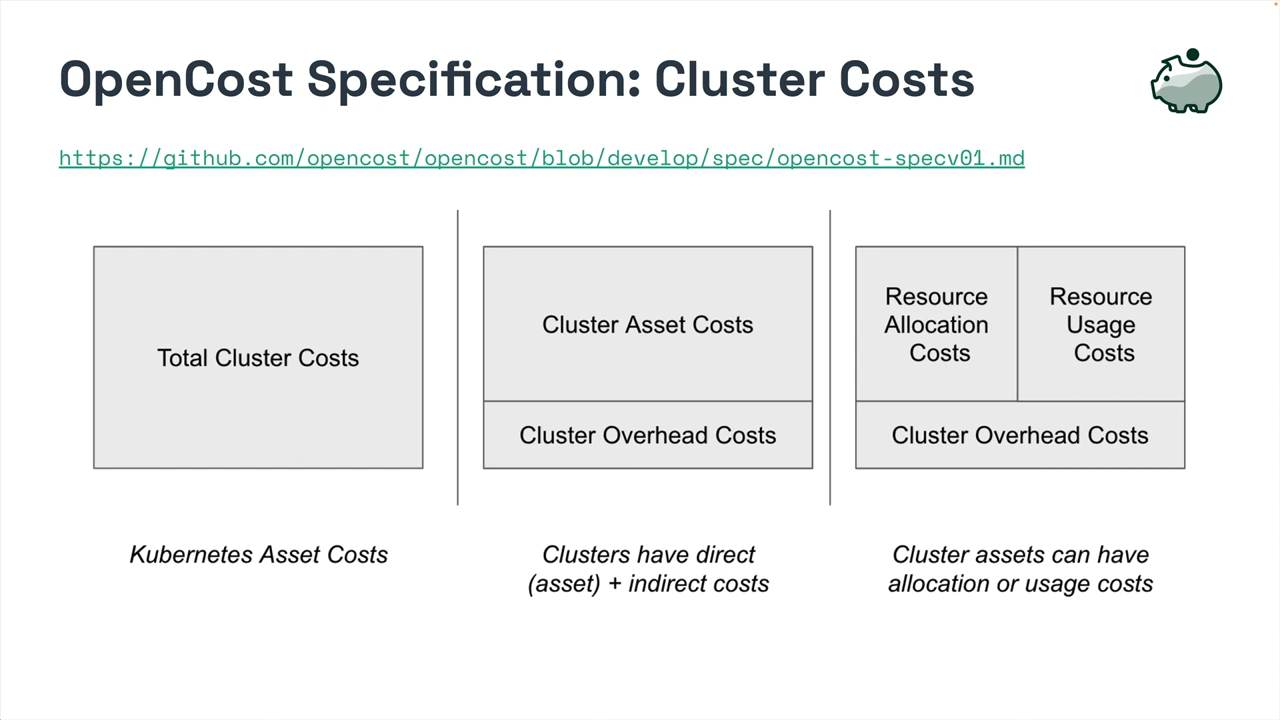 OpenCost Specification: Cluster Costs
https://github.com/opencost/opencost/blob/develop/spec/opencost-specv01.md
Total Cluster Costs
Kubernetes Asset Costs
Cluster Asset Costs
Cluster Overhead Costs
Clusters have direct
(asset) + indirect costs
Resource
Allocation
Costs
Resource
Usage
Costs
Cluster Overhead Costs
Cluster assets can have
allocation or usage costs